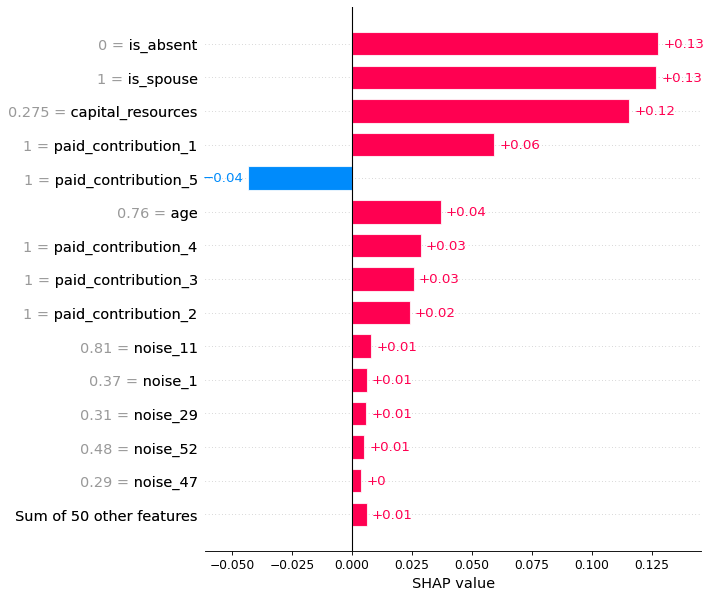 0 = is_absent +0.13
1 = is_spouse +0.13
0.275 = capital_resources +0.12
1 = paid_contribution_1 +0.06
1 = paid_contribution_5 −0.04
0.76 = age +0.04
1 = paid_contribution_4 +0.03
1 = paid_contribution_3 +0.03
1 = paid_contribution_2 +0.02
0.81 = noise_11 +0.01
0.37 = noise_1 +0.01
0.31 = noise_29 +0.01
0.48 = noise_52 +0.01
0.29 = noise_47 +0
Sum of 50 other features +0.01
−0.050 −0.025 0.000 0.025 0.050 0.075 0.100 0.125
SHAP value